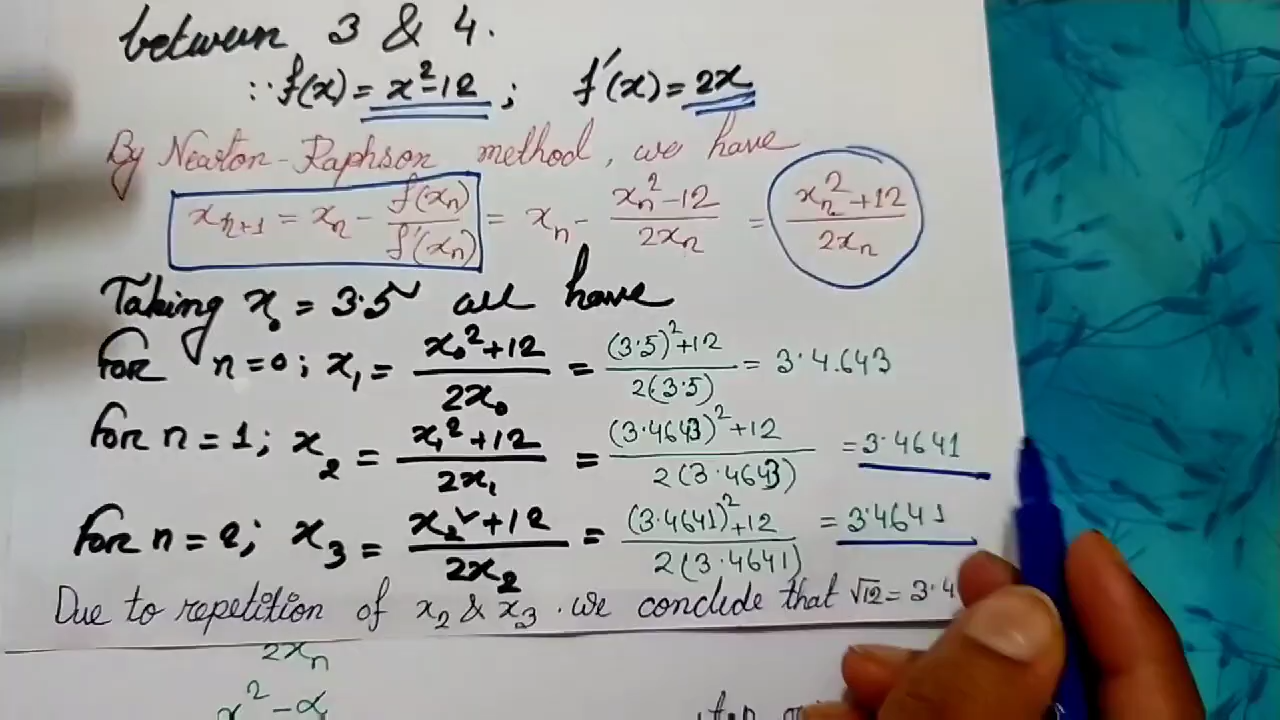 between 3 & 4.
∵ f(x) = x²-12 ; f'(x) = 2x
By Newton-Raphson method, we have
xₙ₊₁ = xₙ - f(xₙ)/f'(xₙ) = xₙ - (xₙ²-12)/(2xₙ) = (xₙ²+12)/(2xₙ)
Taking x₀ = 3.5 all have
For n=0; x₁ = (x₀²+12)/(2x₀) = ((3.5)²+12)/(2(3.5)) = 3.4.643
For n=1; x₂ = (x₁²+12)/(2x₁) = ((3.4643)²+12)/(2(3.4643)) = 3.4641
For n=2; x₃ = (x₂²+12)/(2x₂) = ((3.4641)²+12)/(2(3.4641)) = 3.4641
Due to repetition of x₂ & x₃. we conclude that √12 = 3.4
2xₙ
x²-α